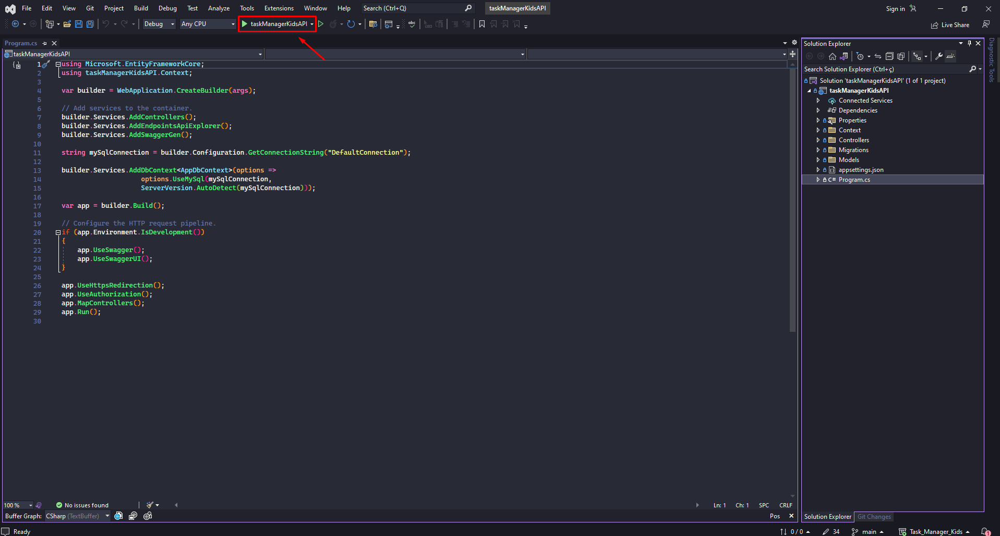 File Edit View Git Project Build Debug Test Analyze Tools Extensions Window Help Search (Ctrl+Q) taskManagerKidsAPI Sign in
Debug Any CPU taskManagerKidsAPI Live Share
Program.cs
taskManagerKidsAPI
1 using Microsoft.EntityFrameworkCore;
2 using taskManagerKidsAPI.Context;
3
4 var builder = WebApplication.CreateBuilder(args);
5
6 // Add services to the container.
7 builder.Services.AddControllers();
8 builder.Services.AddEndpointsApiExplorer();
9 builder.Services.AddSwaggerGen();
10
11 string mySqlConnection = builder.Configuration.GetConnectionString("DefaultConnection");
12
13 builder.Services.AddDbContext<AppDbContext>(options =>
14 options.UseMySql(mySqlConnection,
15 ServerVersion.AutoDetect(mySqlConnection)));
16
17 var app = builder.Build();
18
19 // Configure the HTTP request pipeline.
20 if (app.Environment.IsDevelopment())
21 {
22 app.UseSwagger();
23 app.UseSwaggerUI();
24 }
25
26 app.UseHttpsRedirection();
27 app.UseAuthorization();
28 app.MapControllers();
29 app.Run();
30
100 % No issues found Ln: 1 Ch: 1 SPC CRLF
Buffer Graph: CSharp (TextBuffer) Pos
Solution Explorer
Search Solution Explorer (Ctrl+ç)
Solution 'taskManagerKidsAPI' (1 of 1 project)
taskManagerKidsAPI
Connected Services
Dependencies
Properties
Context
Controllers
Migrations
Models
appsettings.json
C# Program.cs
Solution Explorer Git Changes
Diagnostic Tools
Ready 0 / 0 34 main Task_Manager_Kids 1